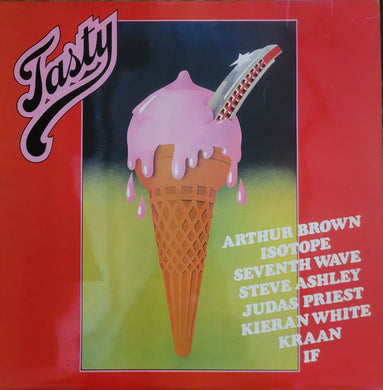 Tasty
ARTHUR BROWN
ISOTOPE
SEVENTH WAVE
STEVE ASHLEY
JUDAS PRIEST
KIERAN WHITE
KRAAN
IF